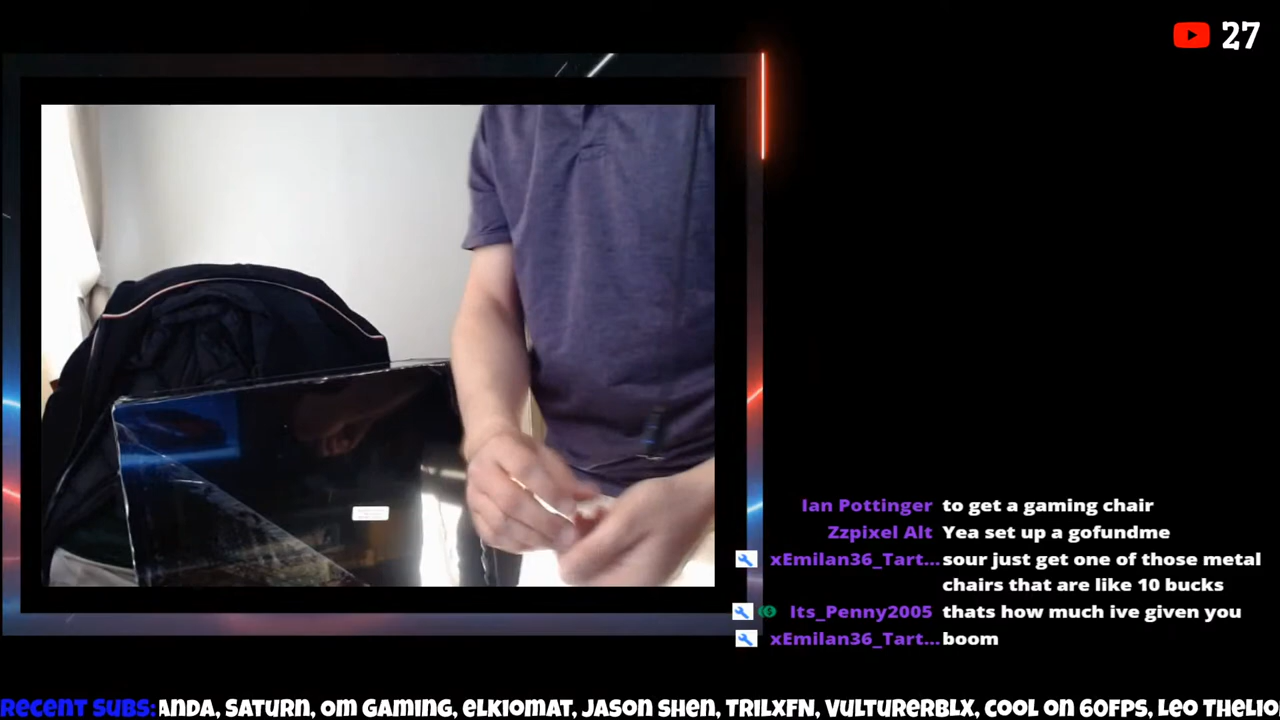 27
Ian Pottinger to get a gaming chair
Zzpixel Alt Yea set up a gofundme
xEmilan36_Tart... sour just get one of those metal
chairs that are like 10 bucks
Its_Penny2005 thats how much ive given you
xEmilan36_Tart... boom
Recent Subs: ANDA, SATURN, OM GAMING, ELKIOMAT, JASON SHEN, TRILXFN, VULTURERBLX, COOL ON 60FPS, LEO THELIO